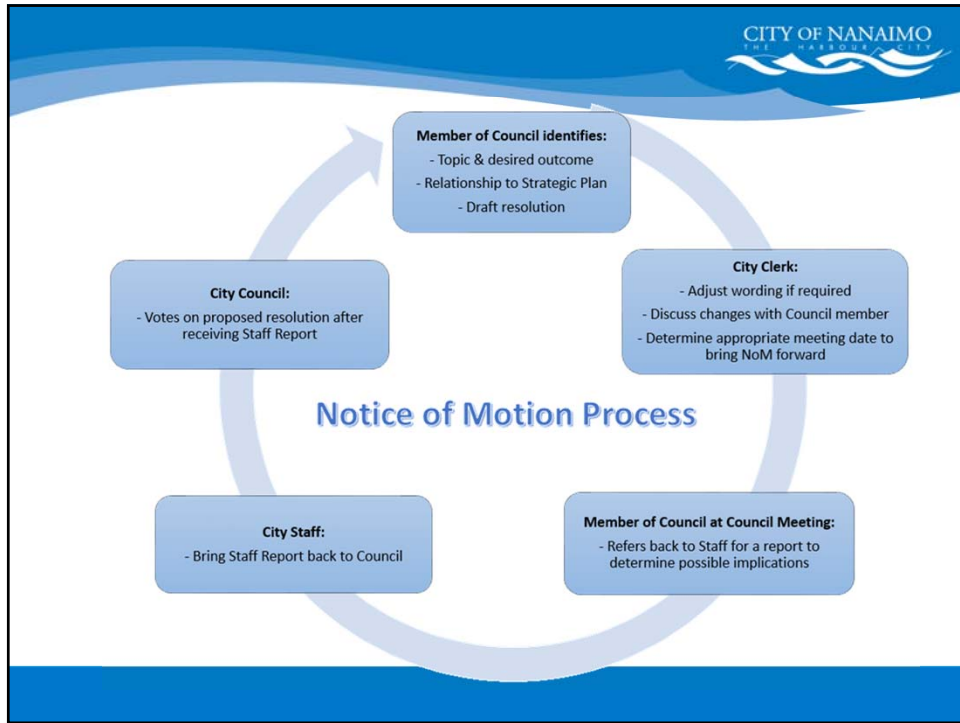 CITY OF NANAIMO
THE HARBOUR CITY
Member of Council identifies:
- Topic & desired outcome
- Relationship to Strategic Plan
- Draft resolution
City Clerk:
- Adjust wording if required
- Discuss changes with Council member
- Determine appropriate meeting date to
bring NoM forward
City Council:
- Votes on proposed resolution after
receiving Staff Report
Notice of Motion Process
Member of Council at Council Meeting:
- Refers back to Staff for a report to
determine possible implications
City Staff:
- Bring Staff Report back to Council